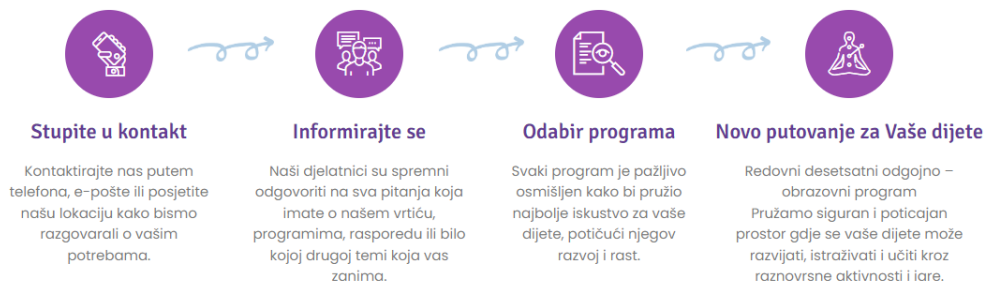 Stupite u kontakt
Kontaktirajte nas putem
telefona, e-pošte ili posjetite
našu lokaciju kako bismo
razgovarali o vašim
potrebama.
Informirajte se
Naši djelatnici su spremni
odgovoriti na sva pitanja koja
imate o našem vrtiću,
programima, rasporedu ili bilo
kojoj drugoj temi koja vas
zanima.
Odabir programa
Svaki program je pažljivo
osmišljen kako bi pružio
najbolje iskustvo za vaše
dijete, potičući njegov
razvoj i rast.
Novo putovanje za Vaše dijete
Redovni desetsatni odgojno –
obrazovni program
Pružamo siguran i poticajan
prostor gdje se vaše dijete može
razvijati, istraživati i učiti kroz
raznovrsne aktivnosti i igre.